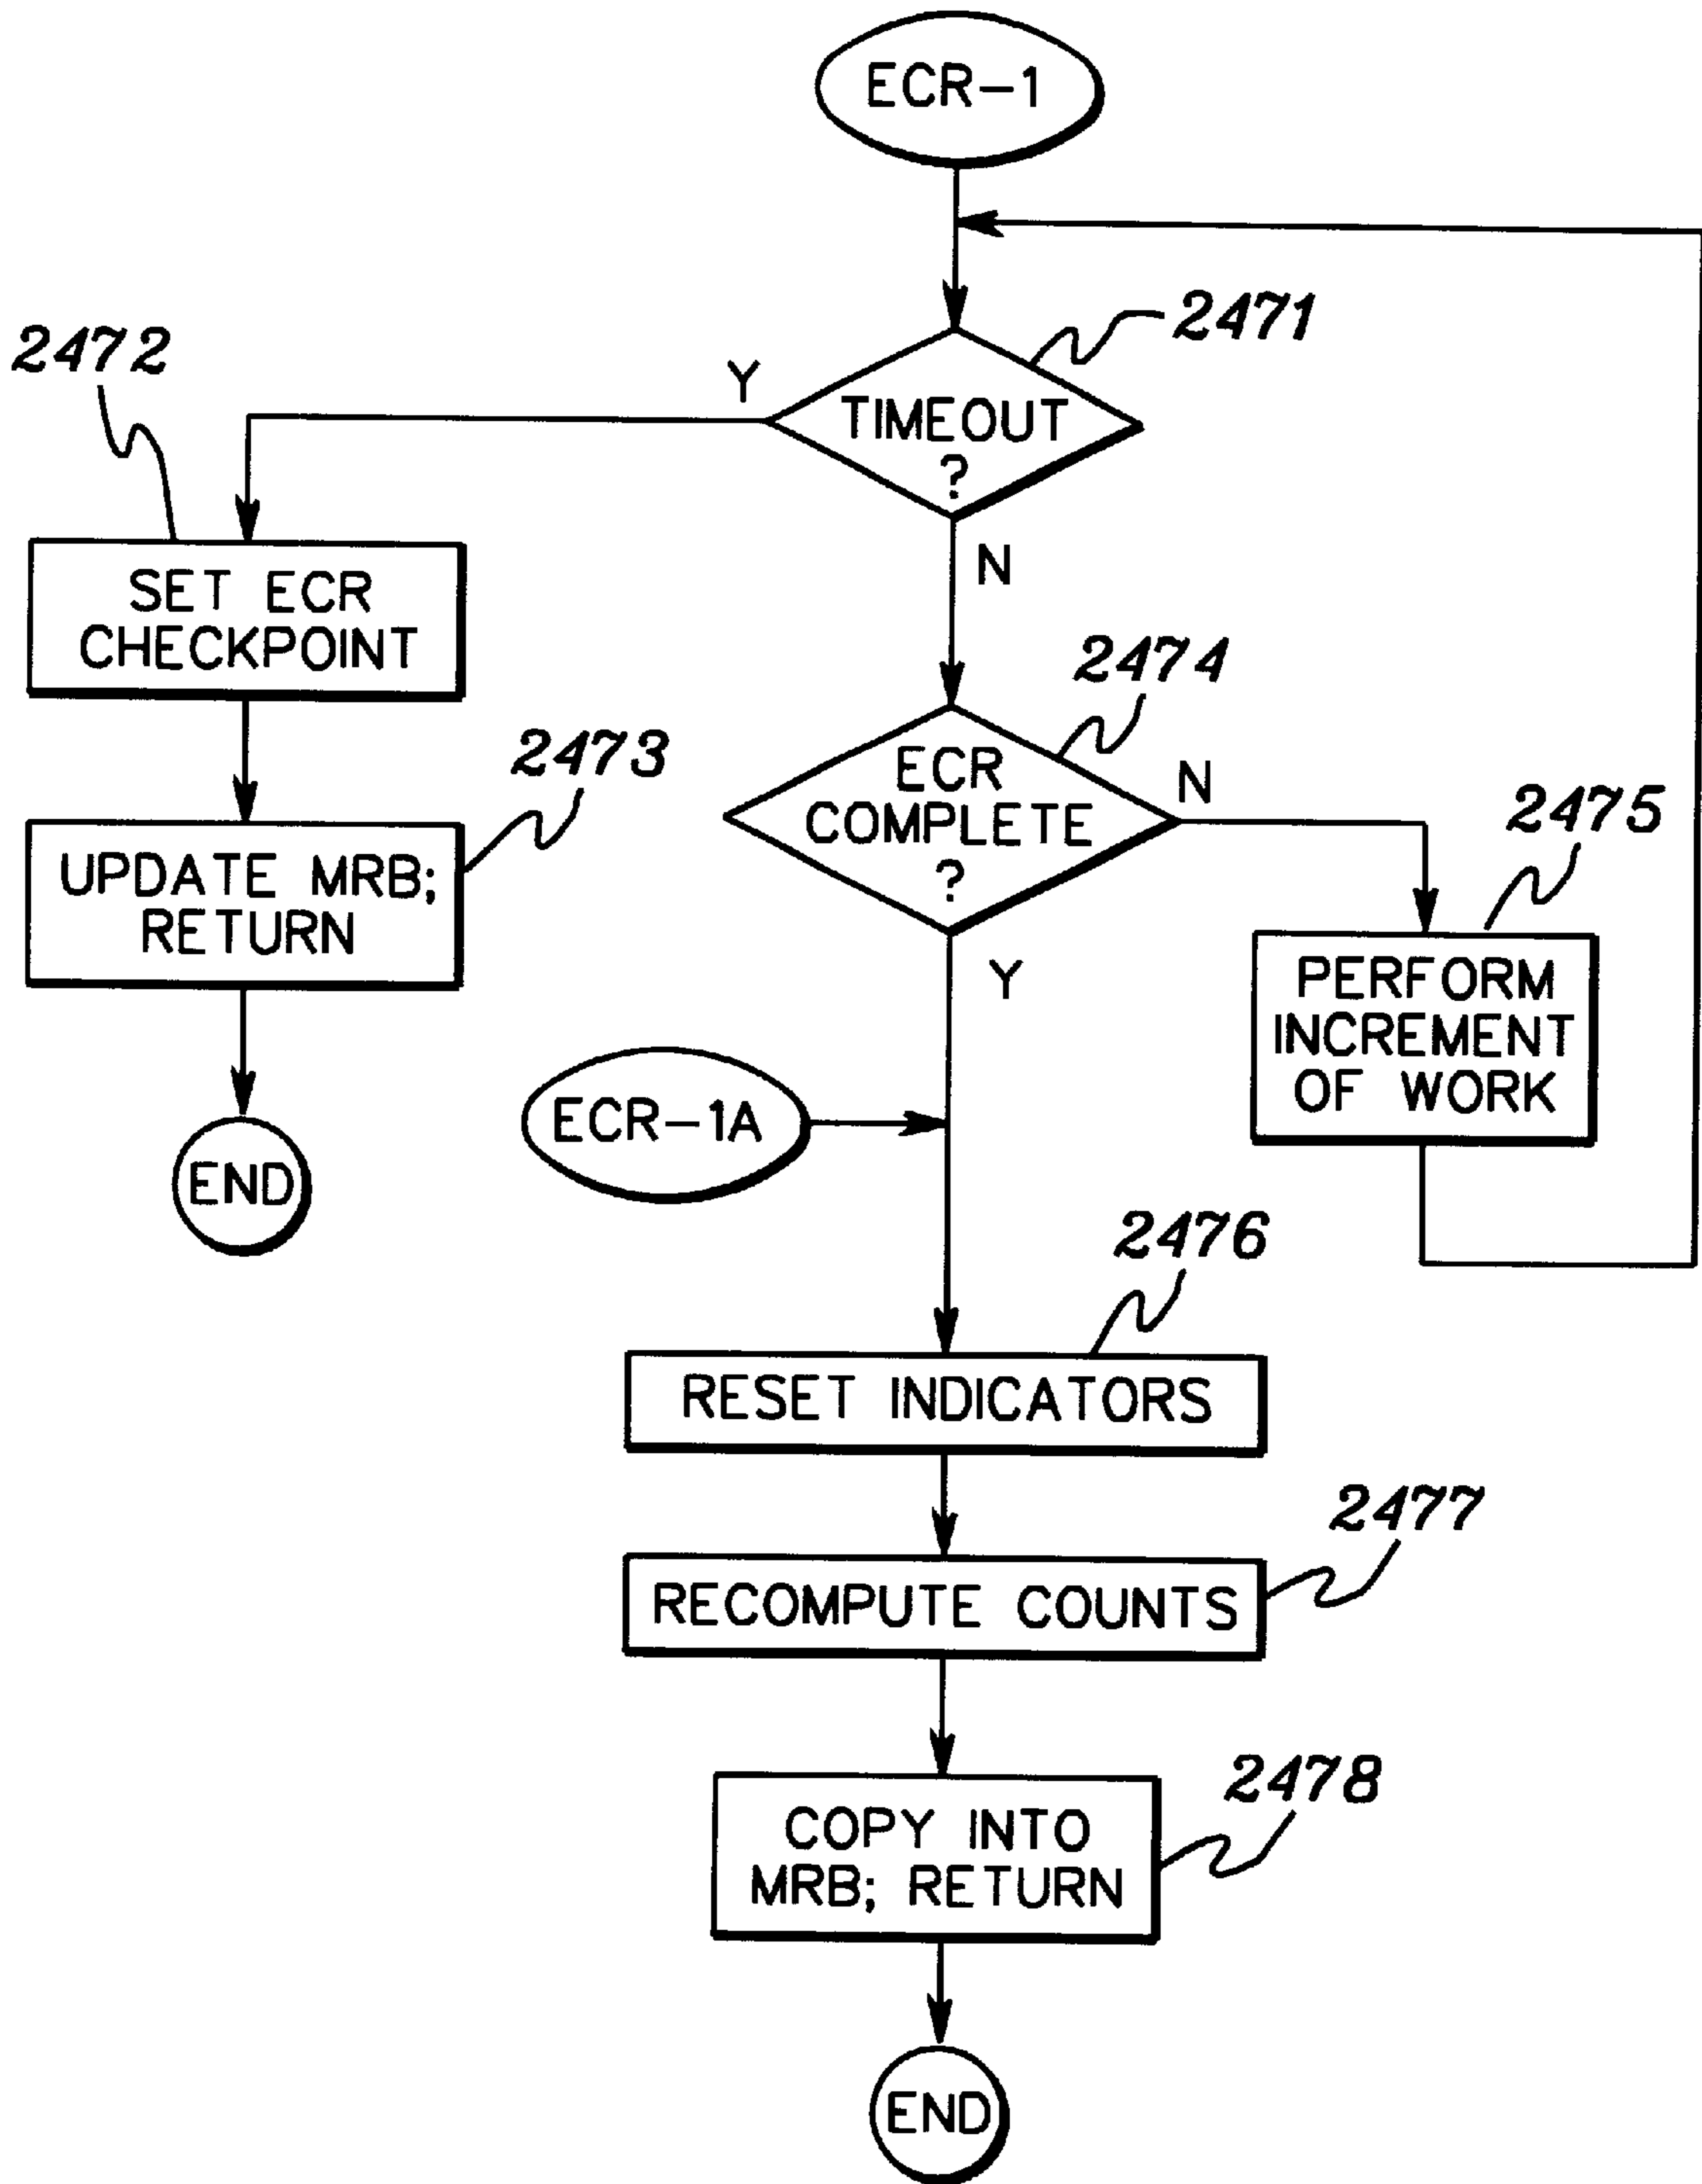 ECR-1
2471
Y
TIMEOUT
?
2472
N
SET ECR
CHECKPOINT
2474
2473
ECR
COMPLETE
?
N
2475
UPDATE MRB;
RETURN
Y
PERFORM
INCREMENT
OF WORK
ECR-1A
END
2476
RESET INDICATORS
2477
RECOMPUTE COUNTS
2478
COPY INTO
MRB; RETURN
END